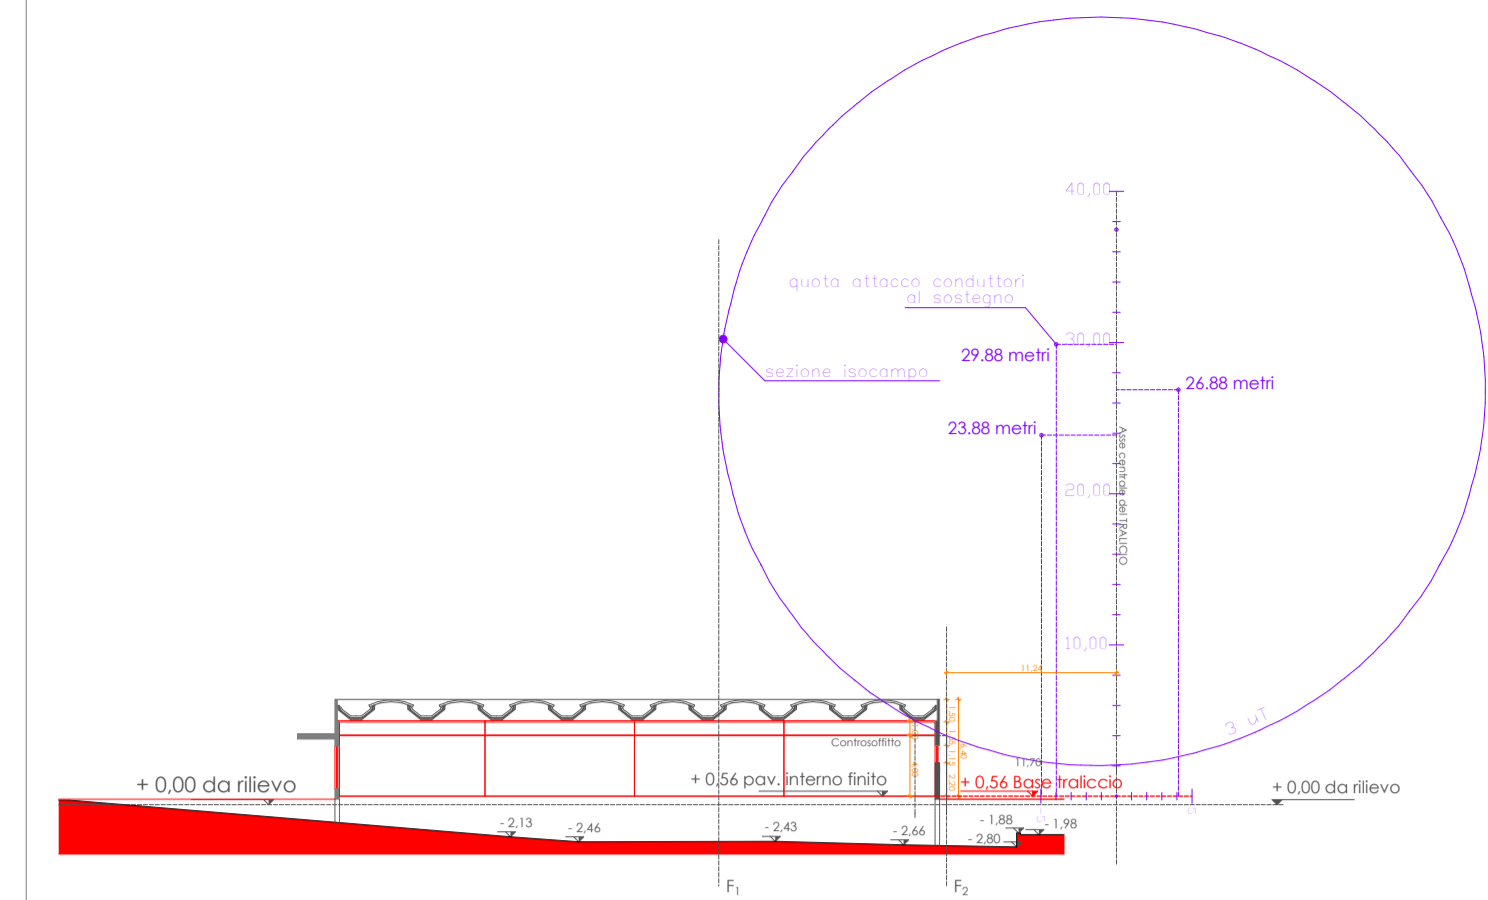 40,00
quota attacco conduttori
al sostegno
30,00
29.88 metri
sezione isocampo
26.88 metri
23.88 metri
Asse centrale del TRALICIO
20,00
10,00
11,24
3 uT
Controsoffitto
11,70
+ 0,56 pav. interno finito
+ 0,56 Base traliccio
+ 0,00 da rilievo
+ 0,00 da rilievo
- 2,13
- 2,46
- 2,43
- 2,66
- 1,88
- 1,98
- 2,80
F₁
F₂